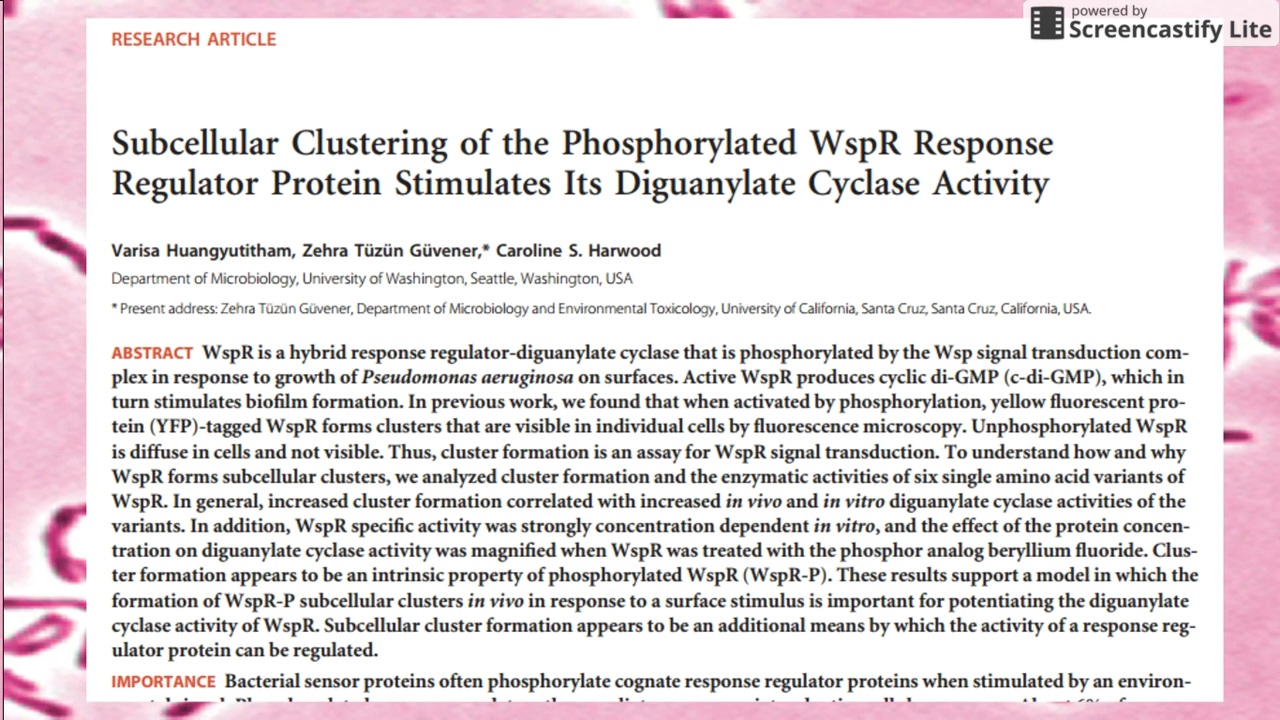 powered by
Screencastify Lite
RESEARCH ARTICLE
Subcellular Clustering of the Phosphorylated WspR Response
Regulator Protein Stimulates Its Diguanylate Cyclase Activity
Varisa Huangyutitham, Zehra Tüzün Güvener,* Caroline S. Harwood
Department of Microbiology, University of Washington, Seattle, Washington, USA
* Present address: Zehra Tüzün Güvener, Department of Microbiology and Environmental Toxicology, University of California, Santa Cruz, Santa Cruz, California, USA.
ABSTRACT WspR is a hybrid response regulator-diguanylate cyclase that is phosphorylated by the Wsp signal transduction com-
plex in response to growth of Pseudomonas aeruginosa on surfaces. Active WspR produces cyclic di-GMP (c-di-GMP), which in
turn stimulates biofilm formation. In previous work, we found that when activated by phosphorylation, yellow fluorescent pro-
tein (YFP)-tagged WspR forms clusters that are visible in individual cells by fluorescence microscopy. Unphosphorylated WspR
is diffuse in cells and not visible. Thus, cluster formation is an assay for WspR signal transduction. To understand how and why
WspR forms subcellular clusters, we analyzed cluster formation and the enzymatic activities of six single amino acid variants of
WspR. In general, increased cluster formation correlated with increased in vivo and in vitro diguanylate cyclase activities of the
variants. In addition, WspR specific activity was strongly concentration dependent in vitro, and the effect of the protein concen-
tration on diguanylate cyclase activity was magnified when WspR was treated with the phosphor analog beryllium fluoride. Clus-
ter formation appears to be an intrinsic property of phosphorylated WspR (WspR-P). These results support a model in which the
formation of WspR-P subcellular clusters in vivo in response to a surface stimulus is important for potentiating the diguanylate
cyclase activity of WspR. Subcellular cluster formation appears to be an additional means by which the activity of a response reg-
ulator protein can be regulated.
IMPORTANCE Bacterial sensor proteins often phosphorylate cognate response regulator proteins when stimulated by an environ-